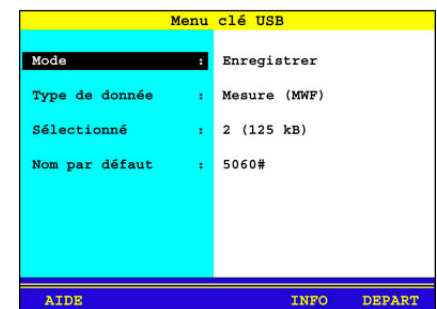 Menu clé USB
Mode : Enregistrer
Type de donnée : Mesure (MWF)
Sélectionné : 2 (125 kB)
Nom par défaut : 5060#
AIDE INFO DEPART